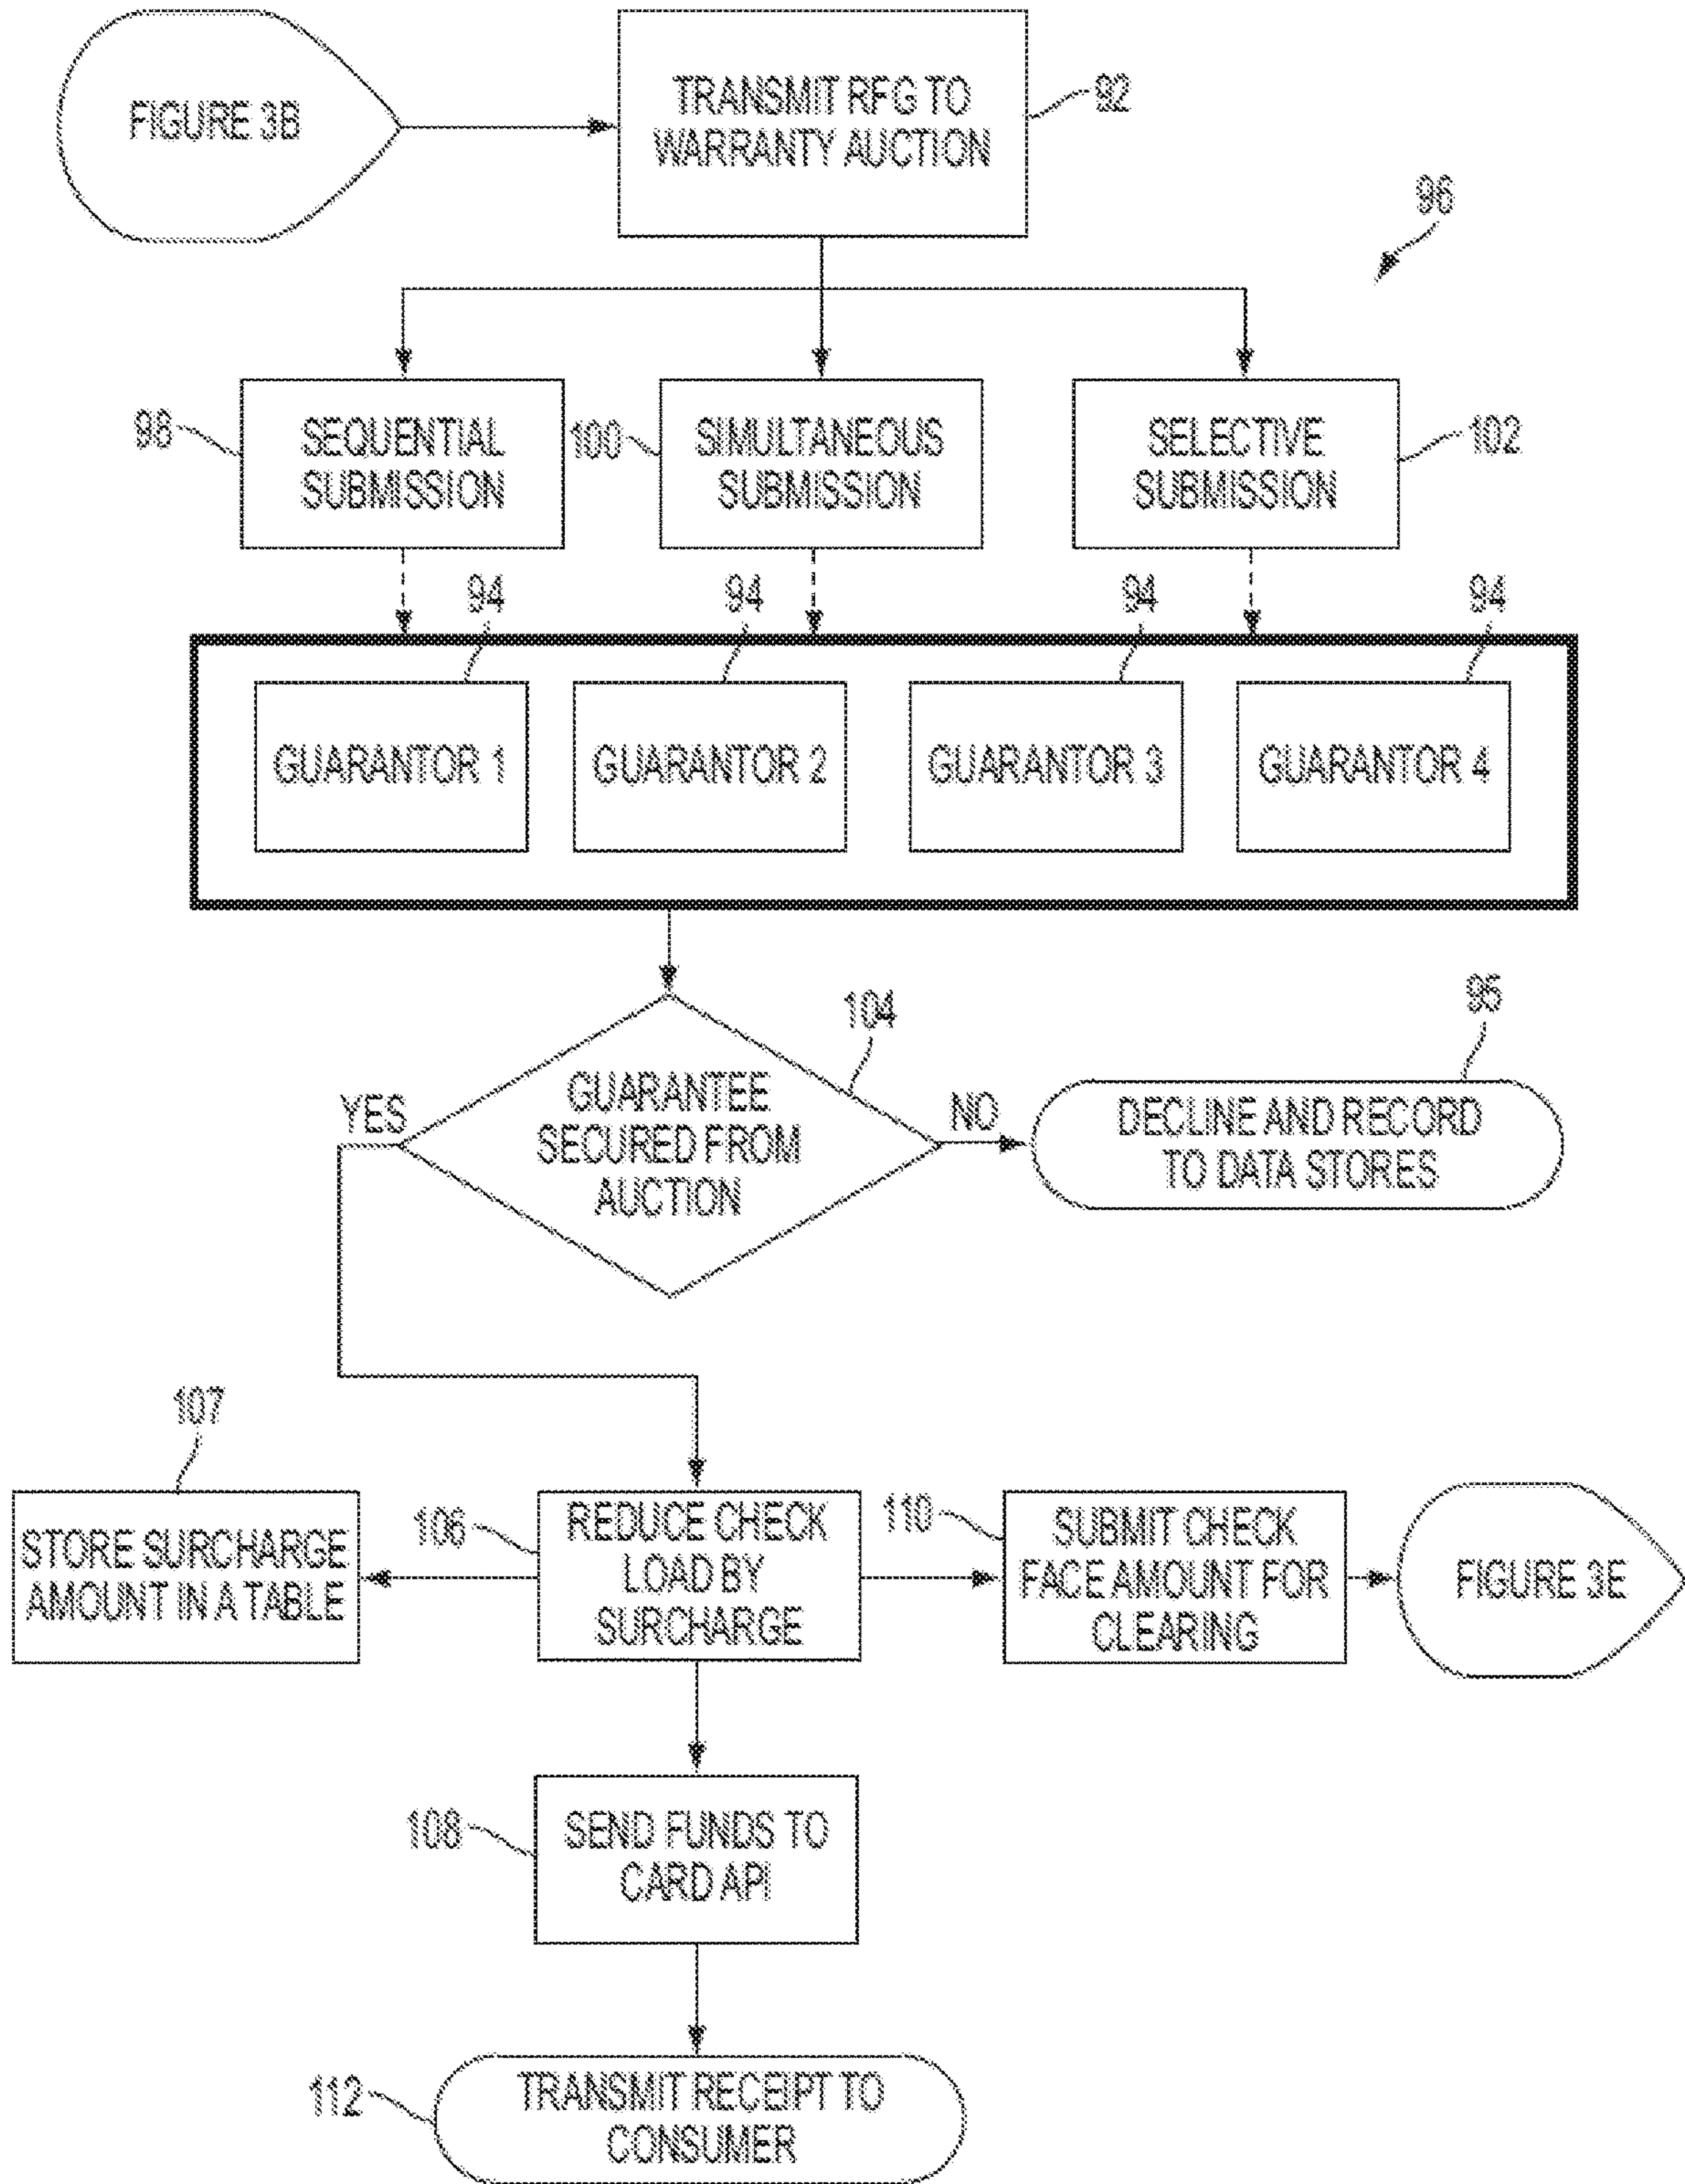 FIGURE 3B
TRANSMIT RFG TO
WARRANTY AUCTION
92
96
98
SEQUENTIAL
SUBMISSION
100
SIMULTANEOUS
SUBMISSION
SELECTIVE
SUBMISSION
102
94
94
94
94
GUARANTOR 1
GUARANTOR 2
GUARANTOR 3
GUARANTOR 4
104
95
YES
GUARANTEE
SECURED FROM
AUCTION
NO
DECLINE AND RECORD
TO DATA STORES
107
STORE SURCHARGE
AMOUNT IN A TABLE
106
REDUCE CHECK
LOAD BY
SURCHARGE
110
SUBMIT CHECK
FACE AMOUNT FOR
CLEARING
FIGURE 3E
108
SEND FUNDS TO
CARD API
112
TRANSMIT RECEIPT TO
CONSUMER